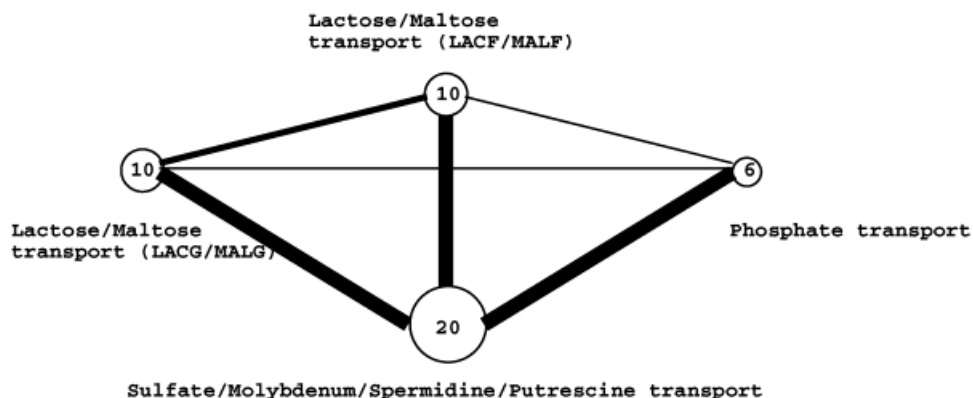 Lactose/Maltose
transport (LACF/MALF)
10
10
6
Lactose/Maltose
transport (LACG/MALG)
Phosphate transport
20
Sulfate/Molybdenum/Spermidine/Putrescine transport